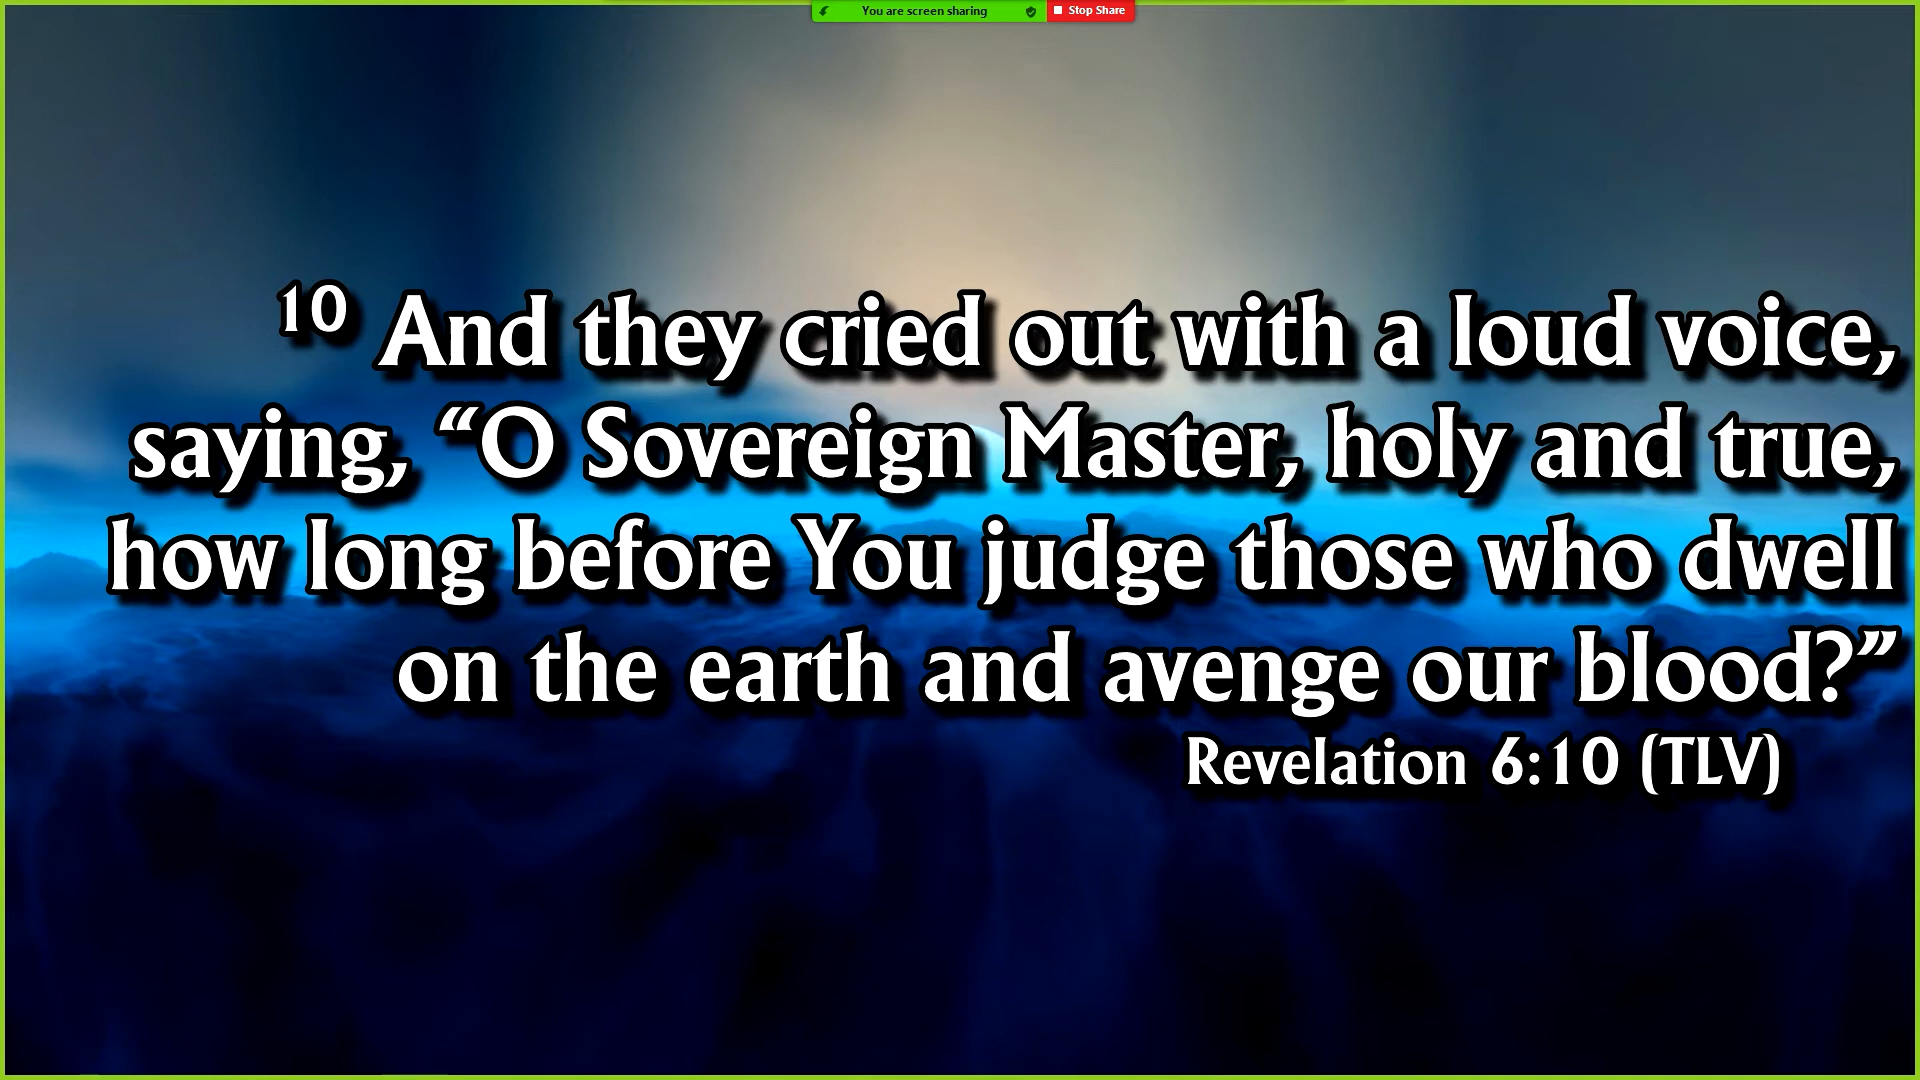 You are screen sharing
Stop Share
10 And they cried out with a loud voice,
saying, “O Sovereign Master, holy and true,
how long before You judge those who dwell
on the earth and avenge our blood?”
Revelation 6:10 (TLV)